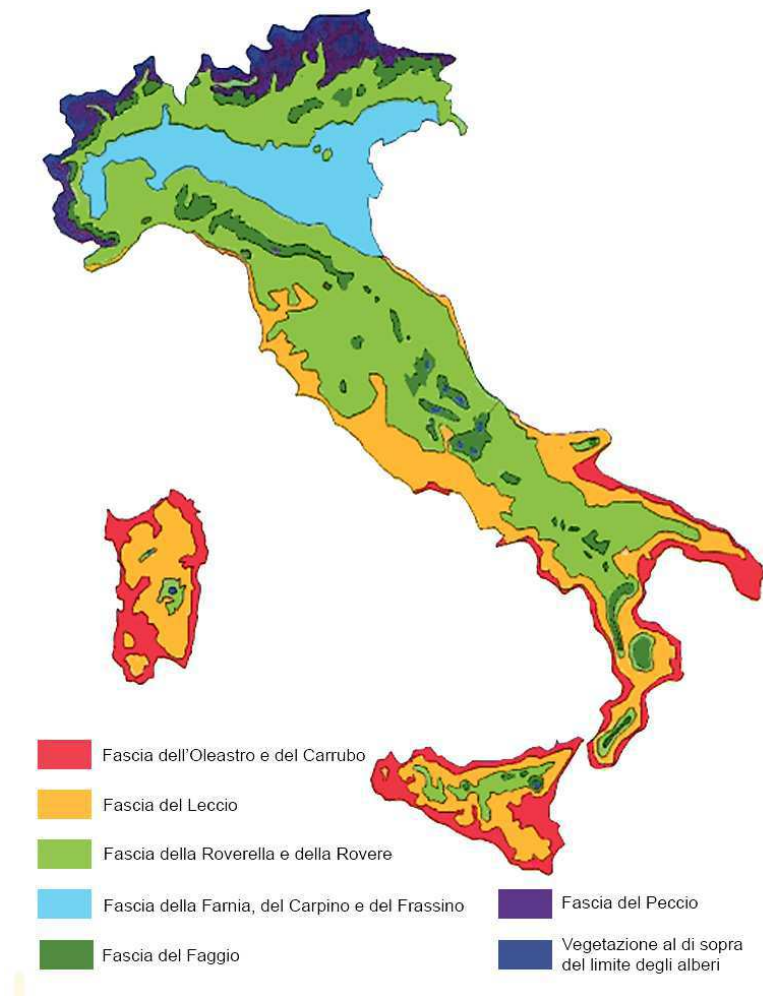 Fascia dell'Oleastro e del Carrubo
Fascia del Leccio
Fascia della Roverella e della Rovere
Fascia della Farnia, del Carpino e del Frassino
Fascia del Faggio
Fascia del Peccio
Vegetazione al di sopra
del limite degli alberi